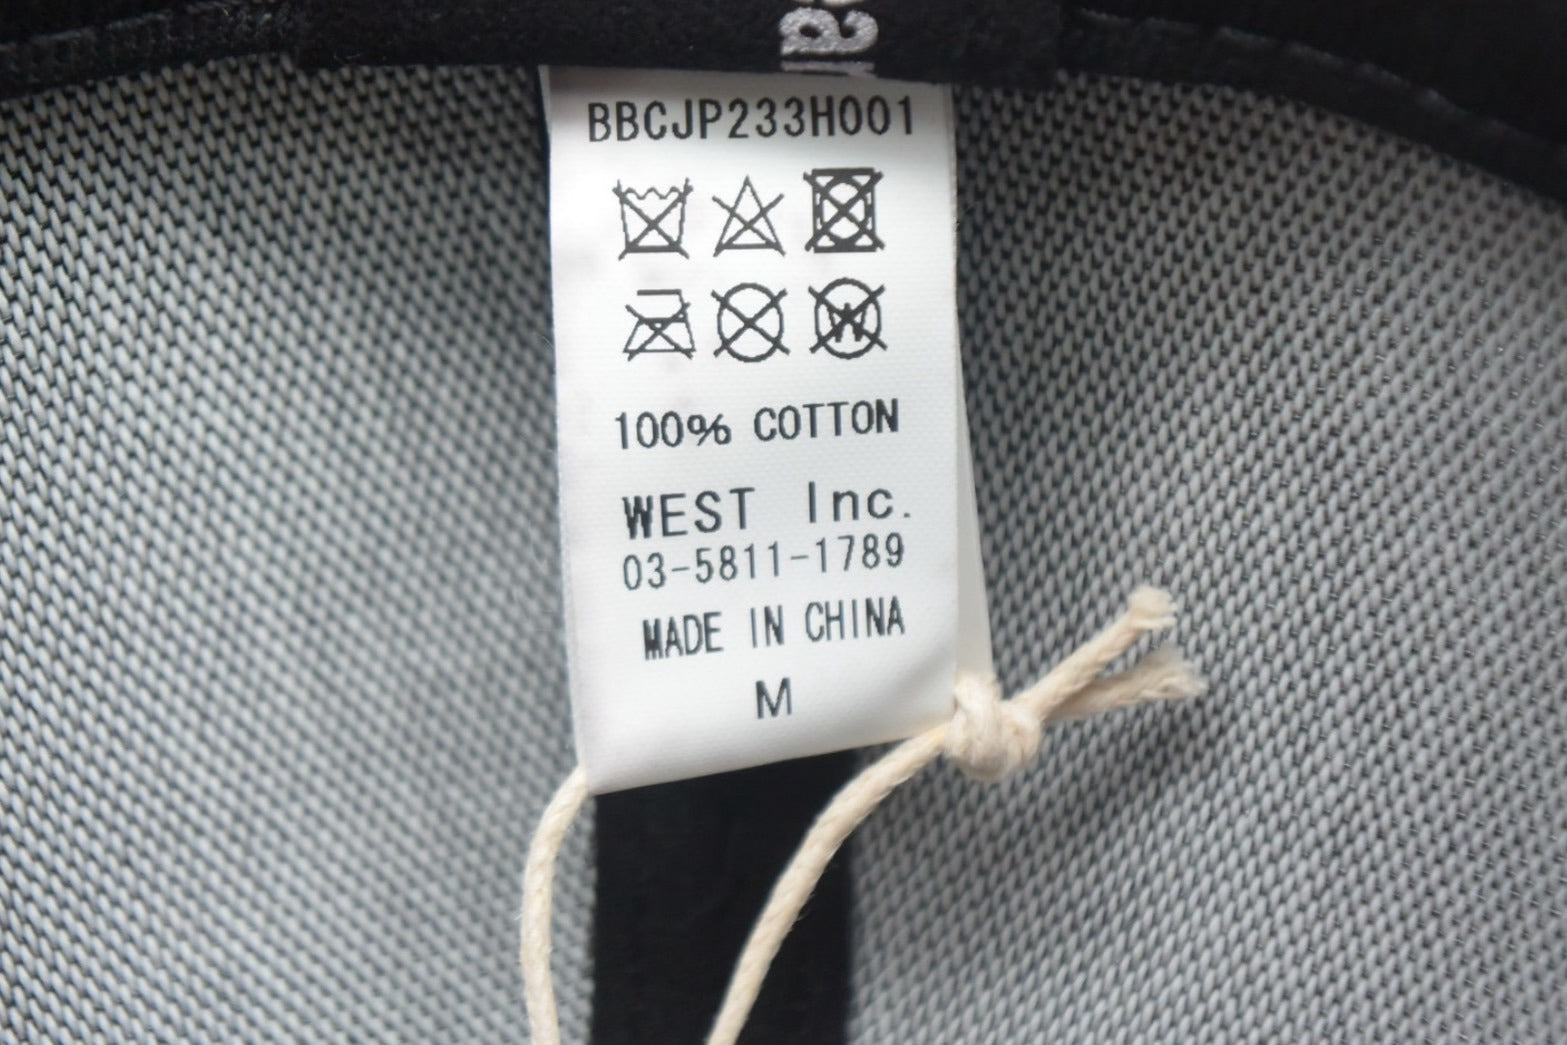 BBCJP233H001
100% COTTON
WEST Inc.
03-5811-1789
MADE IN CHINA
M